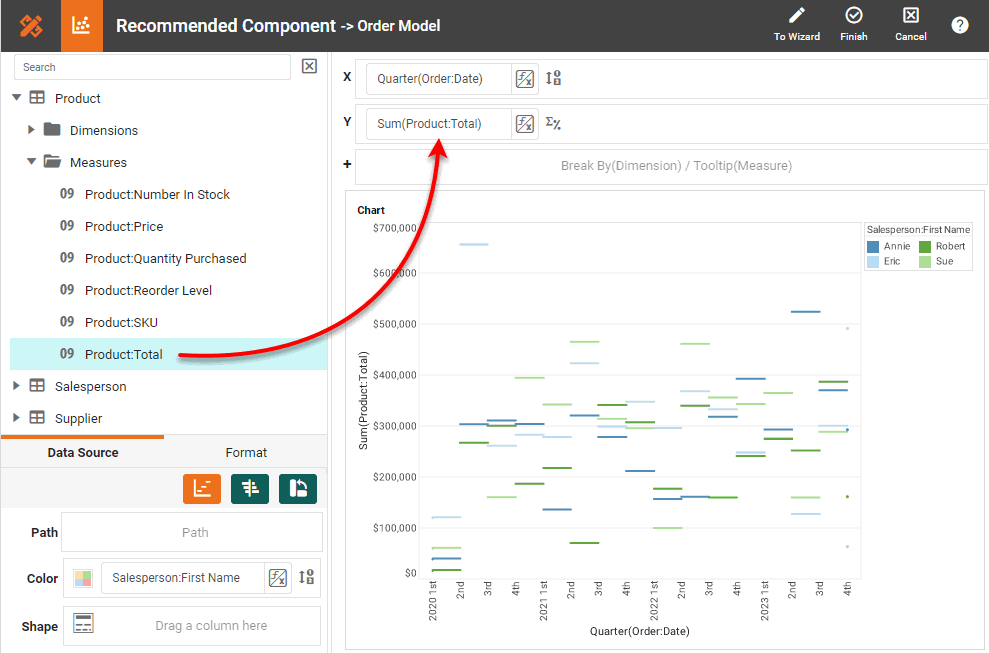 Recommended Component -> Order Model
To Wizard
Finish
Cancel
?
Search
Product
Dimensions
Measures
09 Product:Number In Stock
09 Product:Price
09 Product:Quantity Purchased
09 Product:Reorder Level
09 Product:SKU
09 Product:Total
Salesperson
Supplier
Data Source
Format
Path
Path
Color
Salesperson:First Name
Shape
Drag a column here
X
Quarter(Order:Date)
Y
Sum(Product:Total)
+
Break By(Dimension) / Tooltip(Measure)
Chart
$700,000
$600,000
$500,000
$400,000
$300,000
$200,000
$100,000
$0
Sum(Product:Total)
2020 1st
2nd
3rd
4th
2021 1st
2nd
3rd
4th
2022 1st
2nd
3rd
4th
2023 1st
2nd
3rd
4th
Quarter(Order:Date)
Salesperson:First Name
Annie
Robert
Eric
Sue